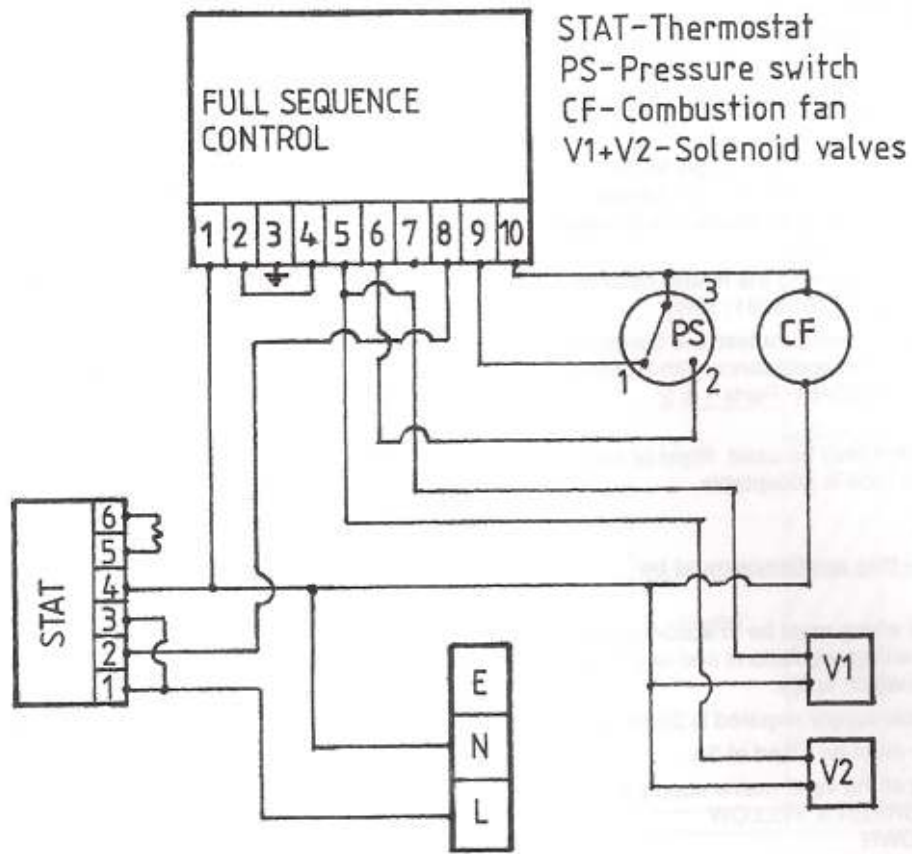 STAT-Thermostat
PS-Pressure switch
CF-Combustion fan
V1+V2-Solenoid valves
FULL SEQUENCE
CONTROL
1 2 3 4 5 6 7 8 9 10
3
PS
1
2
CF
STAT
6
5
4
3
2
1
E
N
L
V1
V2